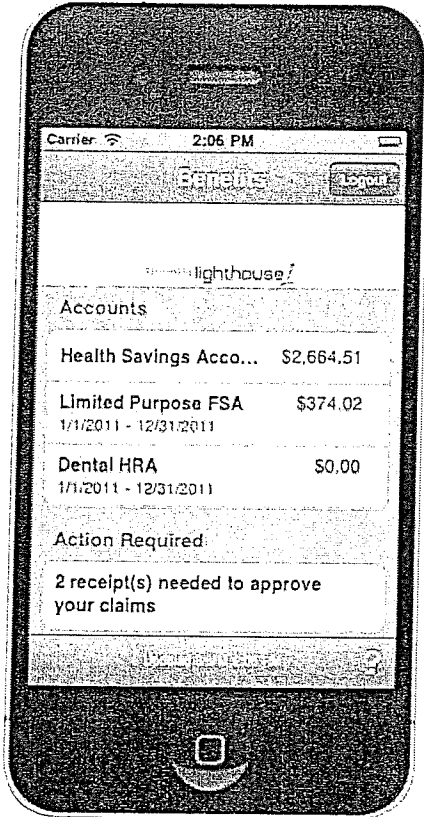 Carrier 2:06 PM
Benefits Logout
lighthouse
Accounts
Health Savings Acco... $2,664.51
Limited Purpose FSA $374.02
1/1/2011 - 12/31/2011
Dental HRA $0.00
1/1/2011 - 12/31/2011
Action Required
2 receipt(s) needed to approve
your claims